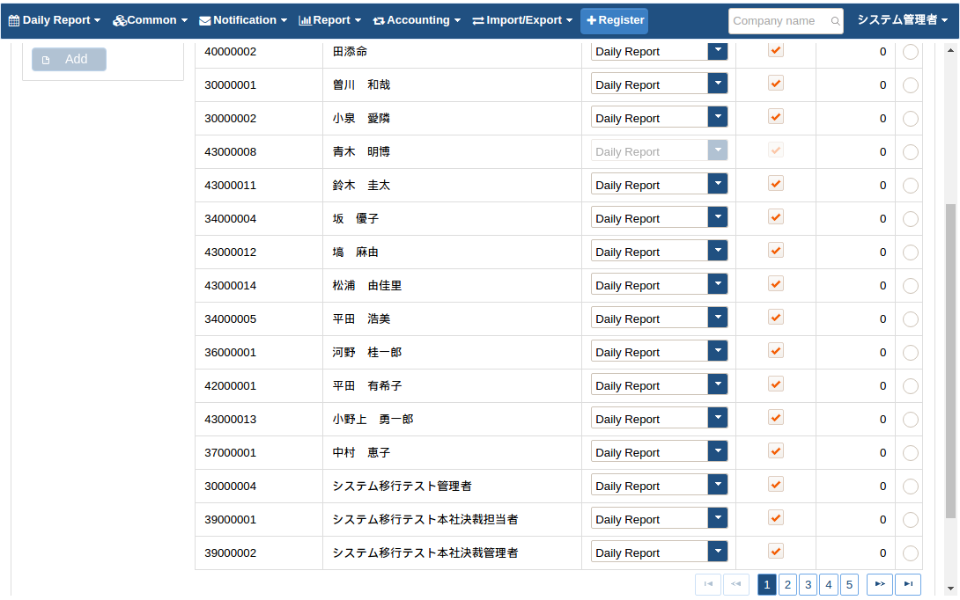 Daily Report Common Notification Report Accounting Import/Export Register Company name システム管理者
Add
40000002 田添命 Daily Report 0
30000001 曽川 和哉 Daily Report 0
30000002 小泉 愛隣 Daily Report 0
43000008 青木 明博 Daily Report 0
43000011 鈴木 圭太 Daily Report 0
34000004 坂 優子 Daily Report 0
43000012 塙 麻由 Daily Report 0
43000014 松浦 由佳里 Daily Report 0
34000005 平田 浩美 Daily Report 0
36000001 河野 桂一郎 Daily Report 0
42000001 平田 有希子 Daily Report 0
43000013 小野上 勇一郎 Daily Report 0
37000001 中村 恵子 Daily Report 0
30000004 システム移行テスト管理者 Daily Report 0
39000001 システム移行テスト本社決裁担当者 Daily Report 0
39000002 システム移行テスト本社決裁管理者 Daily Report 0
1 2 3 4 5